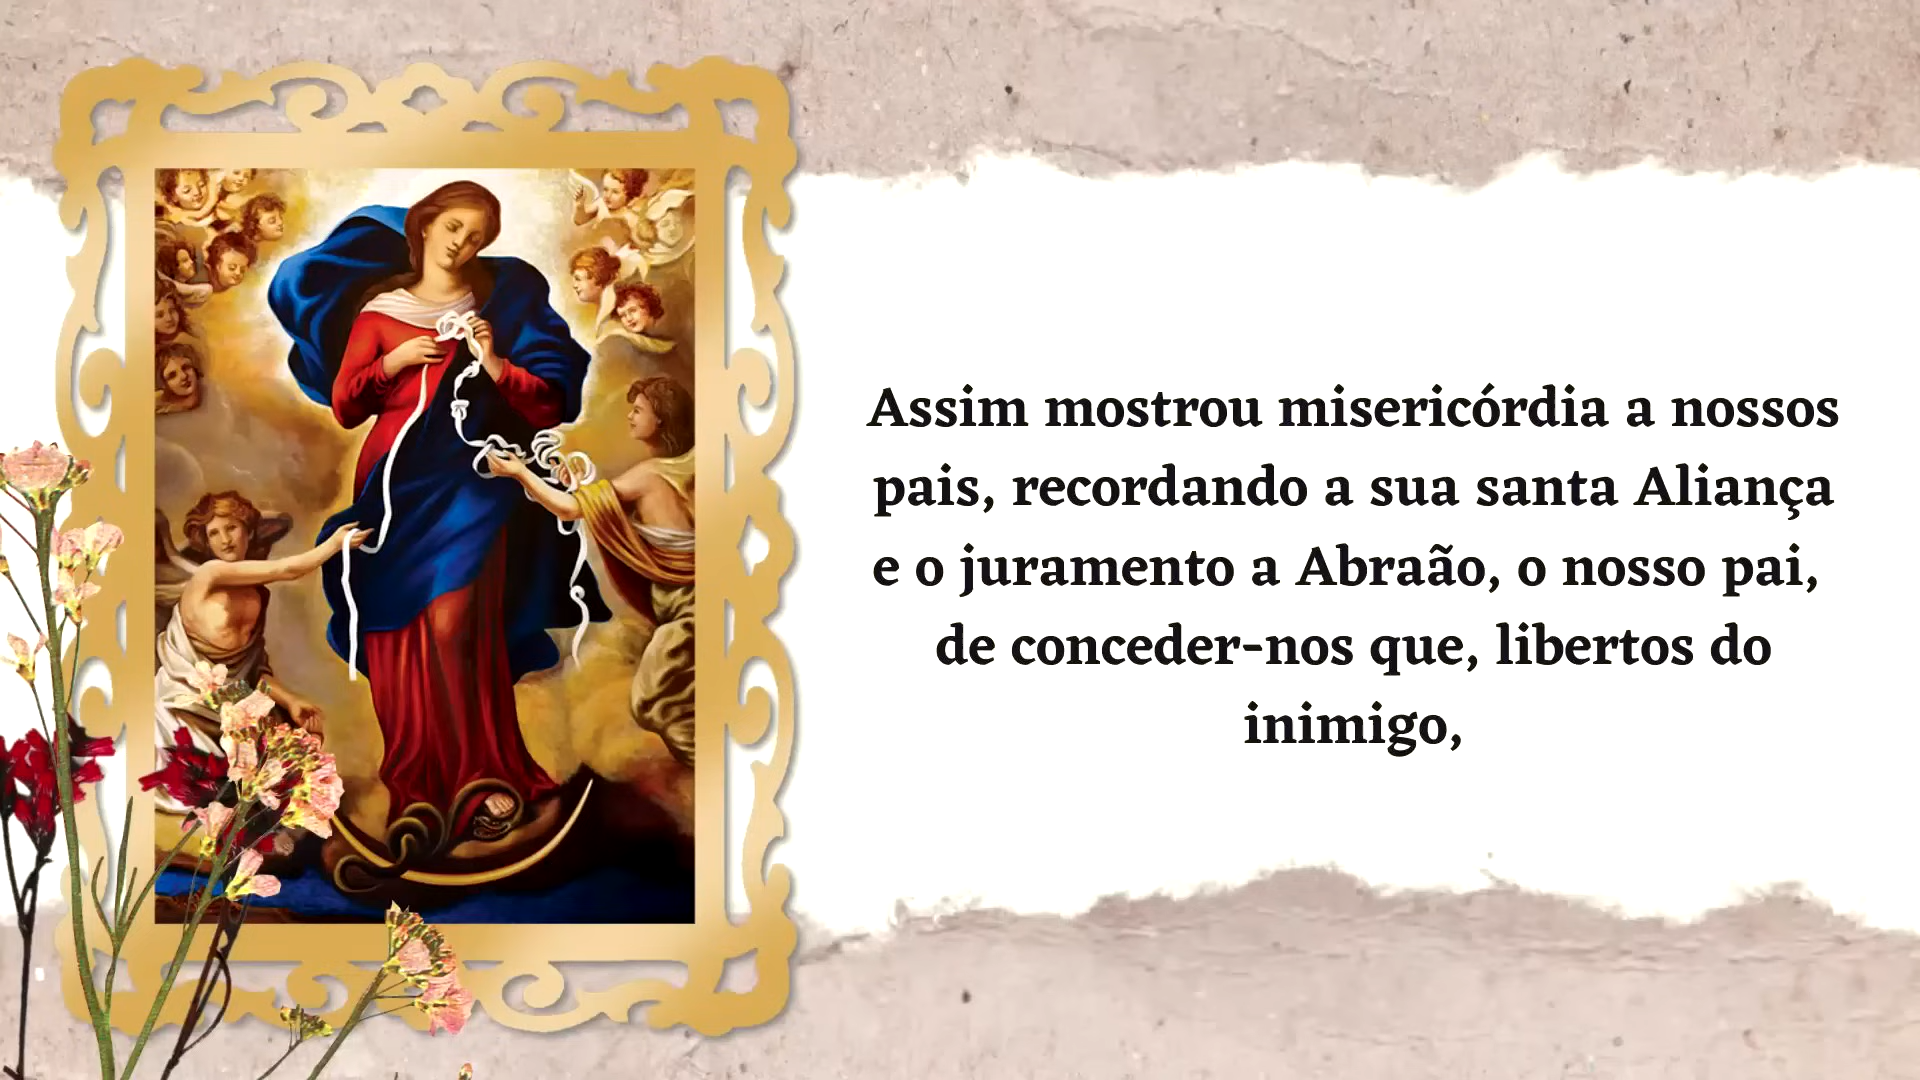 Assim mostrou misericórdia a nossos
pais, recordando a sua santa Aliança
e o juramento a Abraão, o nosso pai,
de conceder-nos que, libertos do
inimigo,